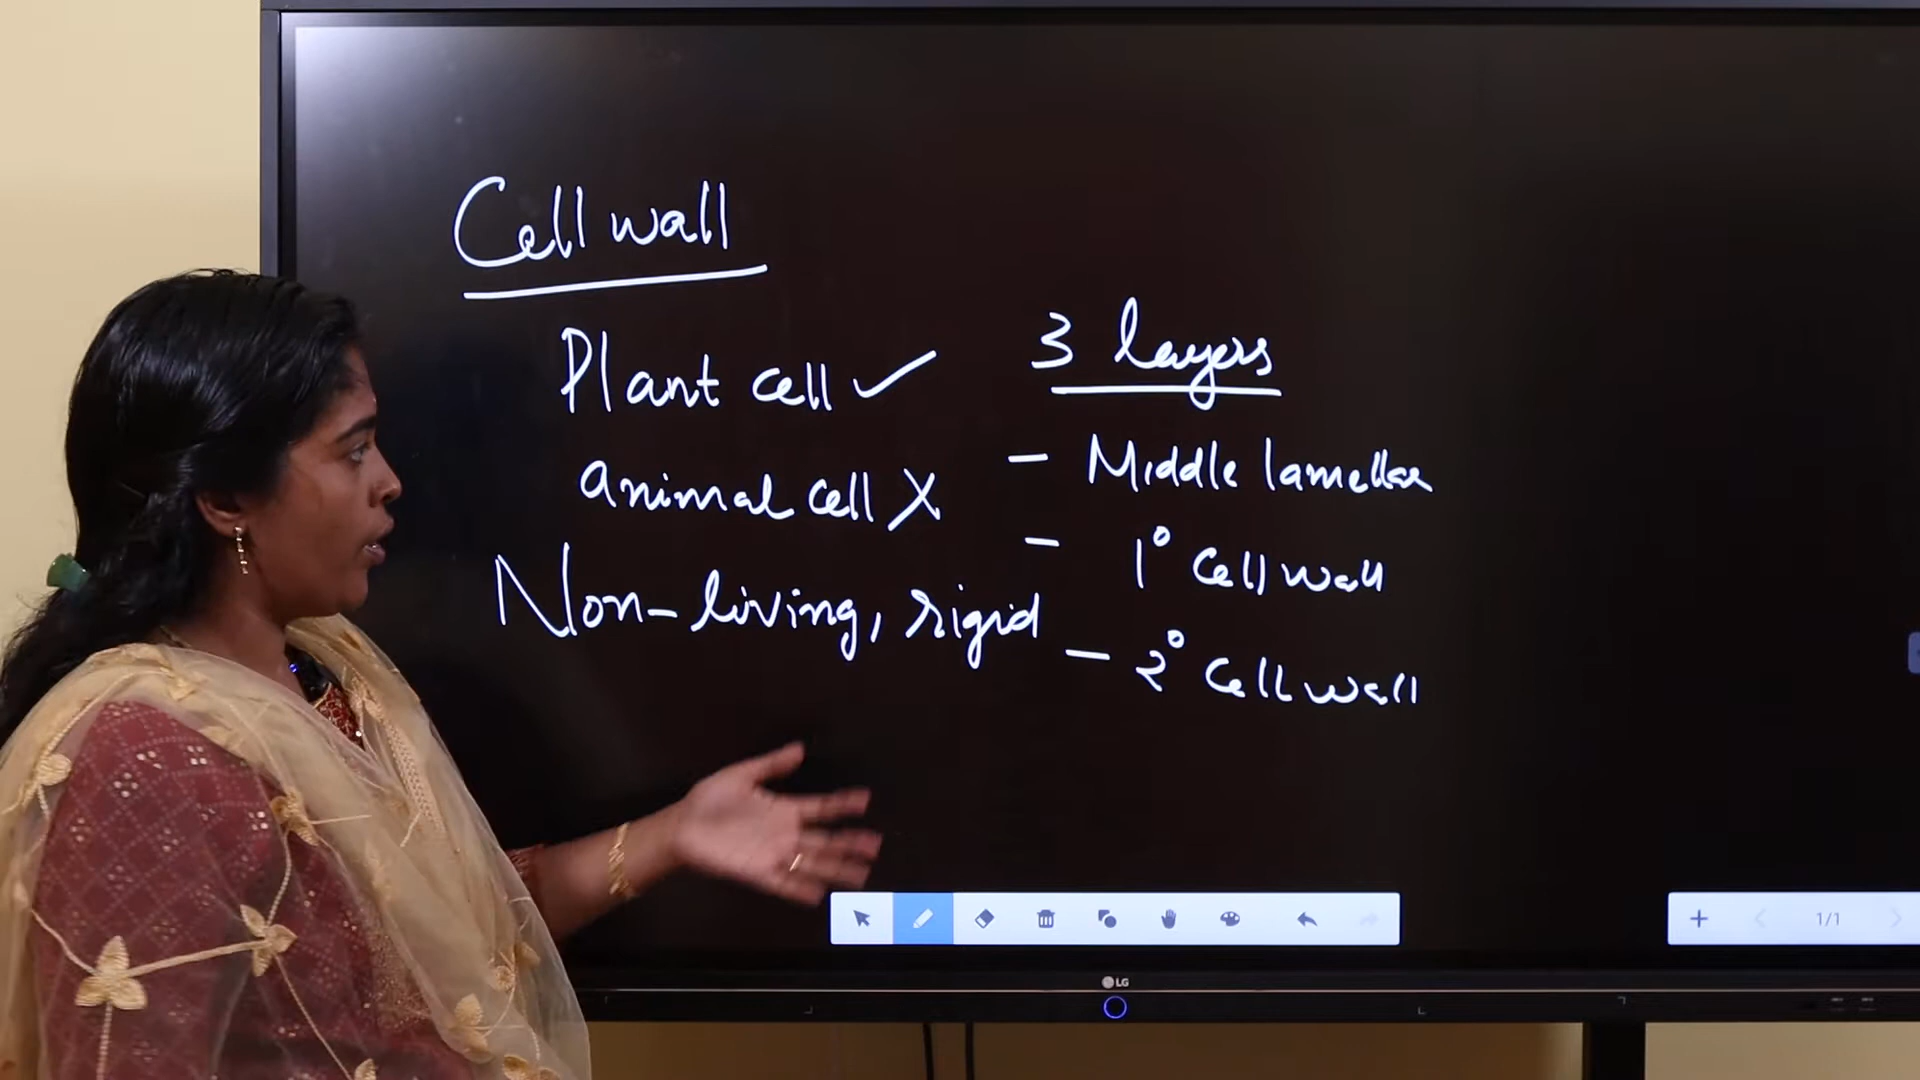 Cell wall
Plant cell ✓
animal cell X
Non-living, rigid
3 layers
- Middle lamellae
- 1° Cell wall
- 2° Cell wall
1/1
LG